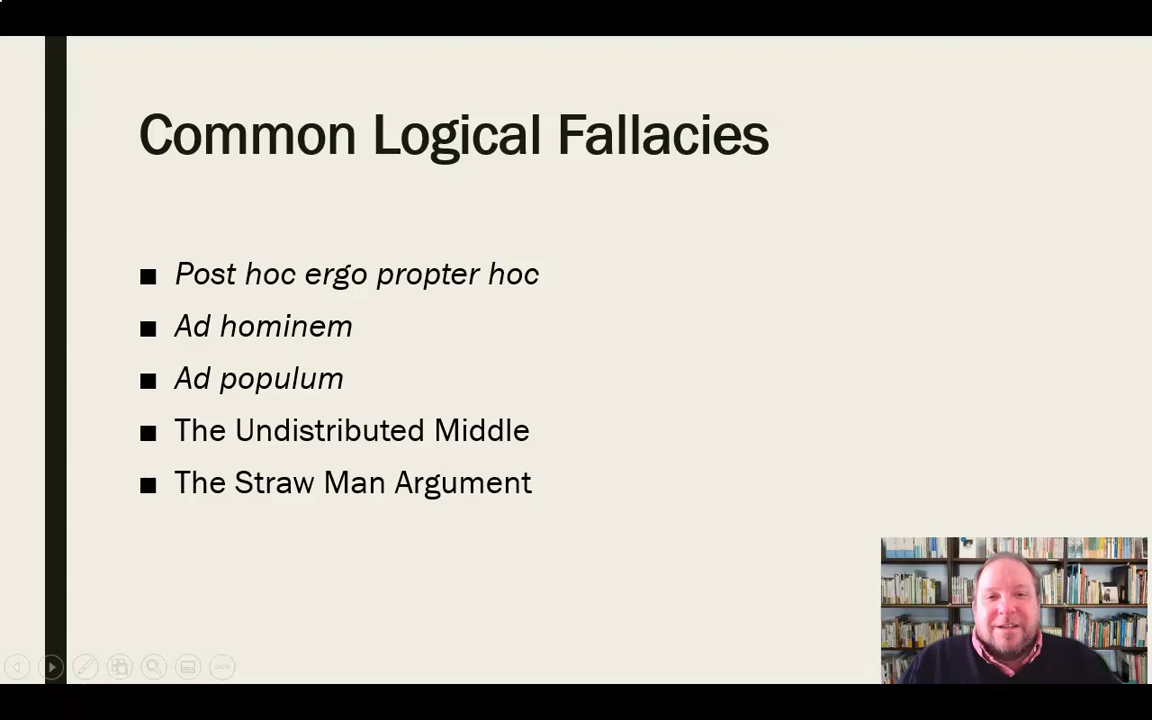 Common Logical Fallacies
■ Post hoc ergo propter hoc
■ Ad hominem
■ Ad populum
■ The Undistributed Middle
■ The Straw Man Argument